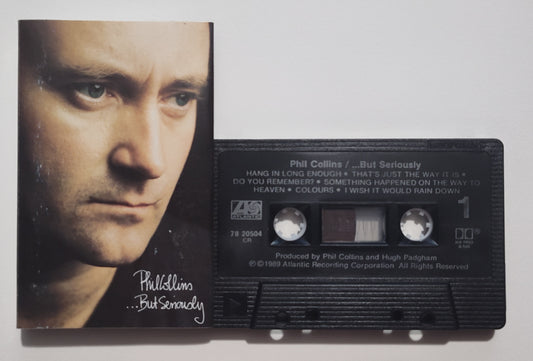 Phil Collins
...But Seriously
Phil Collins / ...But Seriously
HANG IN LONG ENOUGH • THAT'S JUST THE WAY IT IS •
DO YOU REMEMBER? • SOMETHING HAPPENED ON THE WAY TO
HEAVEN • COLOURS • I WISH IT WOULD RAIN DOWN
ATLANTIC
78 20504
CR
1
Produced by Phil Collins and Hugh Padgham
℗©1989 Atlantic Recording Corporation All Rights Reserved